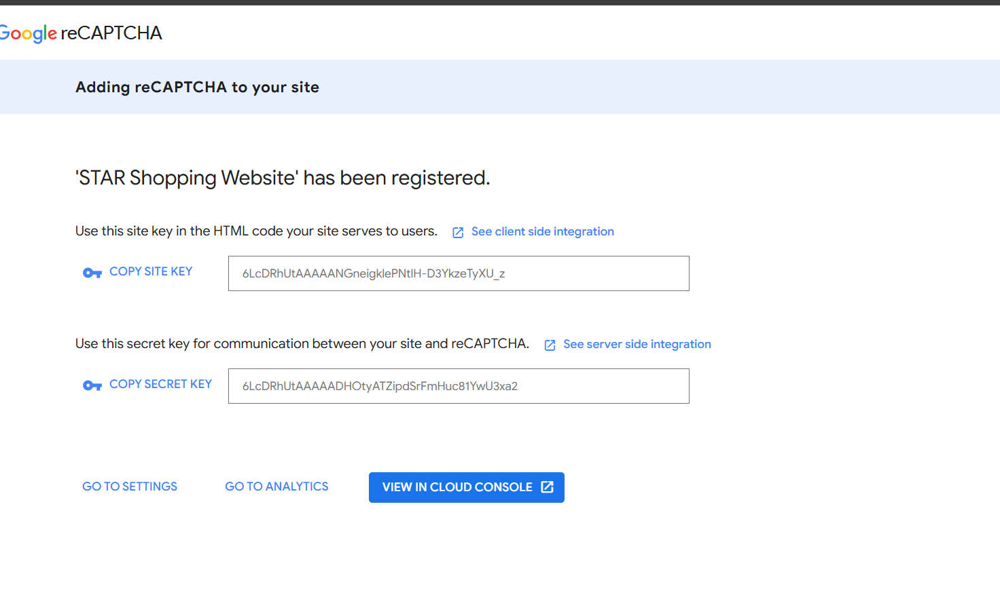 Google reCAPTCHA
Adding reCAPTCHA to your site
'STAR Shopping Website' has been registered.
Use this site key in the HTML code your site serves to users. See client side integration
COPY SITE KEY 6LcDRhUtAAAAANGneigklePNtlH-D3YkzeTyXU_z
Use this secret key for communication between your site and reCAPTCHA. See server side integration
COPY SECRET KEY 6LcDRhUtAAAAADHOtyATZipdSrFmHuc81YwU3xa2
GO TO SETTINGS GO TO ANALYTICS VIEW IN CLOUD CONSOLE